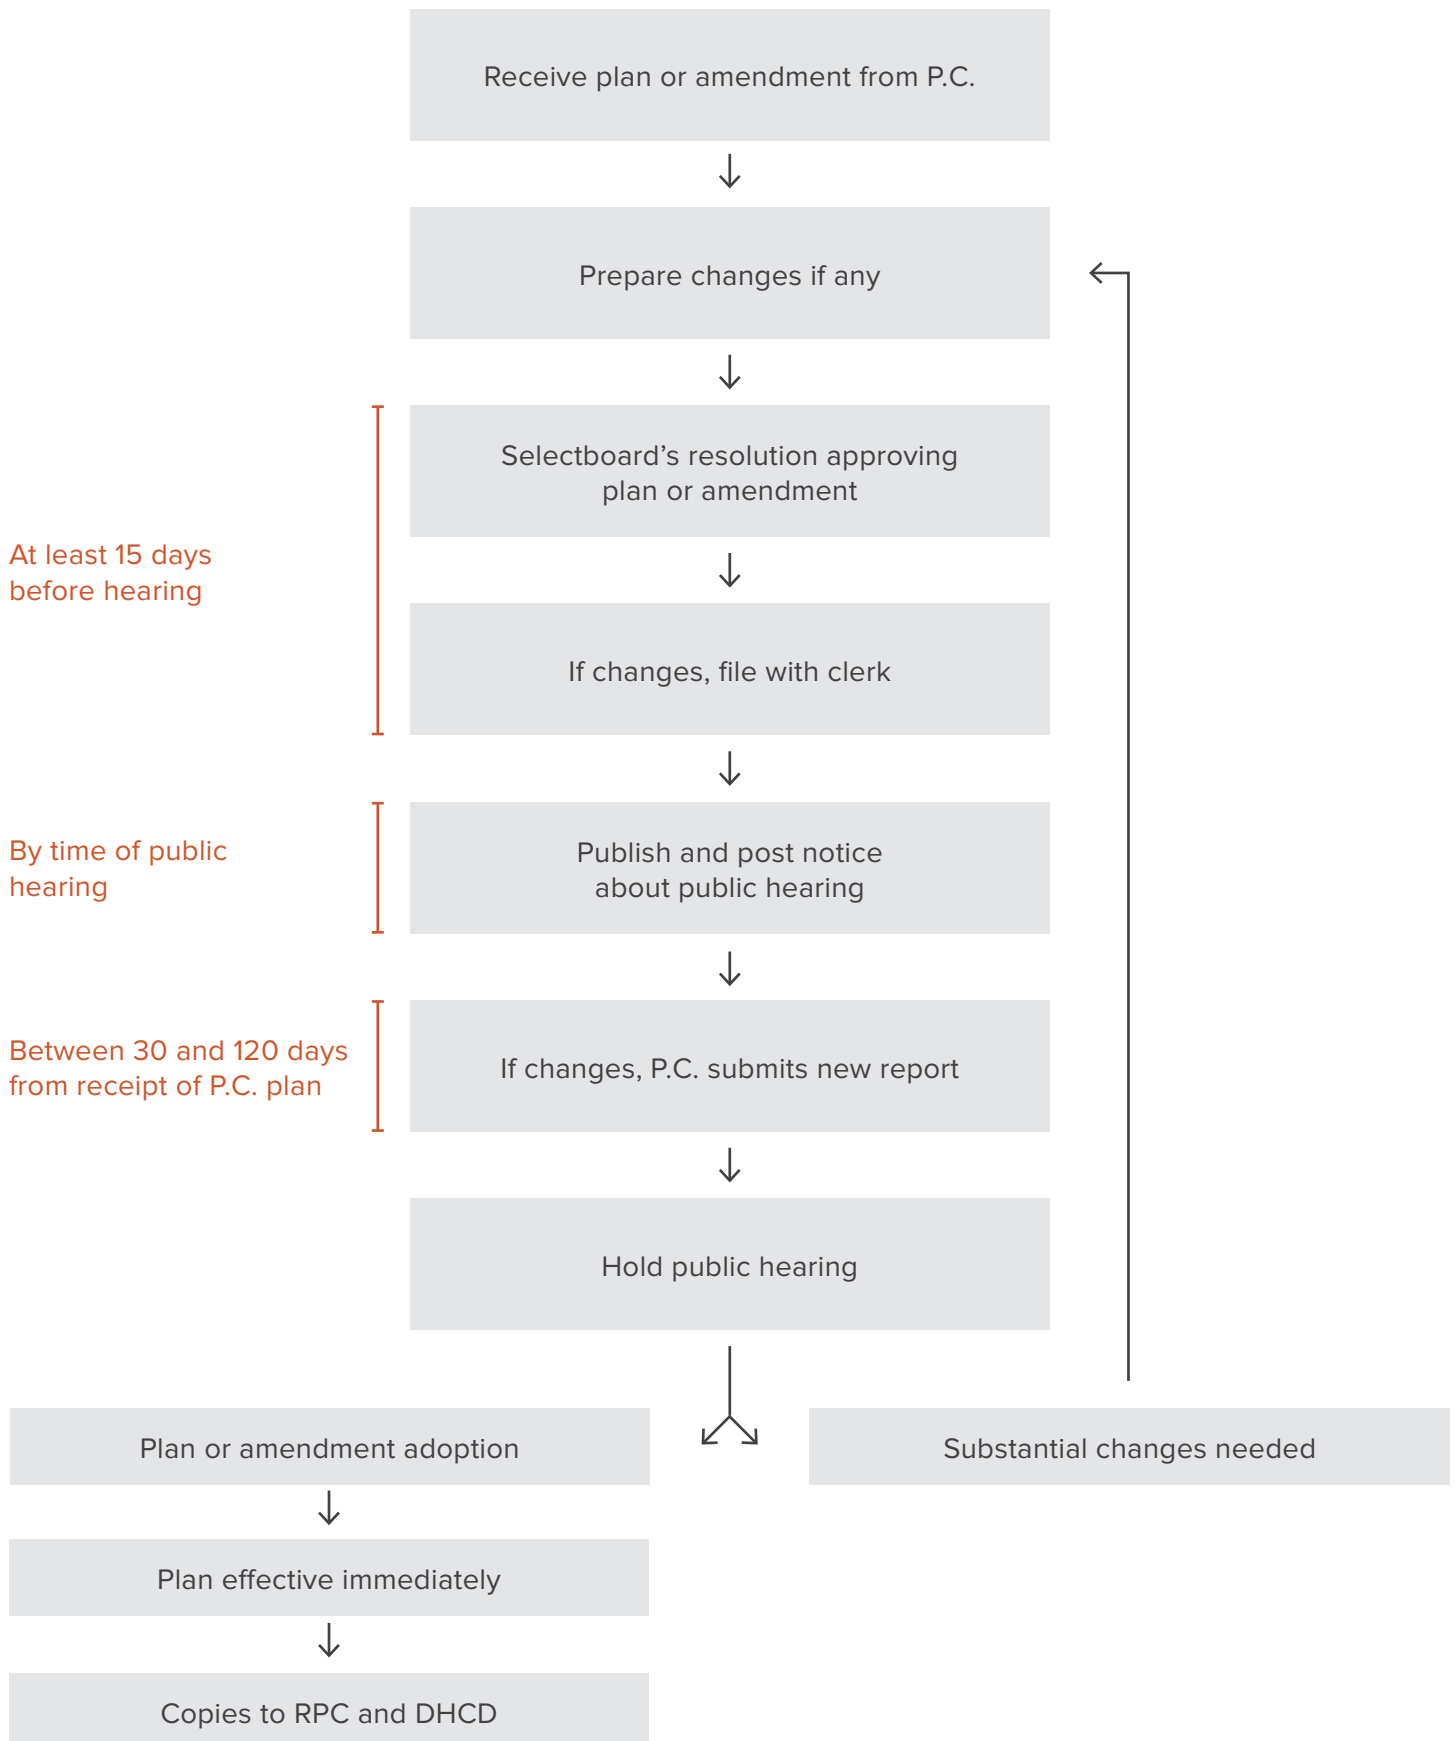 Receive plan or amendment from P.C.
Prepare changes if any
Selectboard’s resolution approving
plan or amendment
At least 15 days
before hearing
If changes, file with clerk
By time of public
hearing
Publish and post notice
about public hearing
Between 30 and 120 days
from receipt of P.C. plan
If changes, P.C. submits new report
Hold public hearing
Plan or amendment adoption
Substantial changes needed
Plan effective immediately
Copies to RPC and DHCD